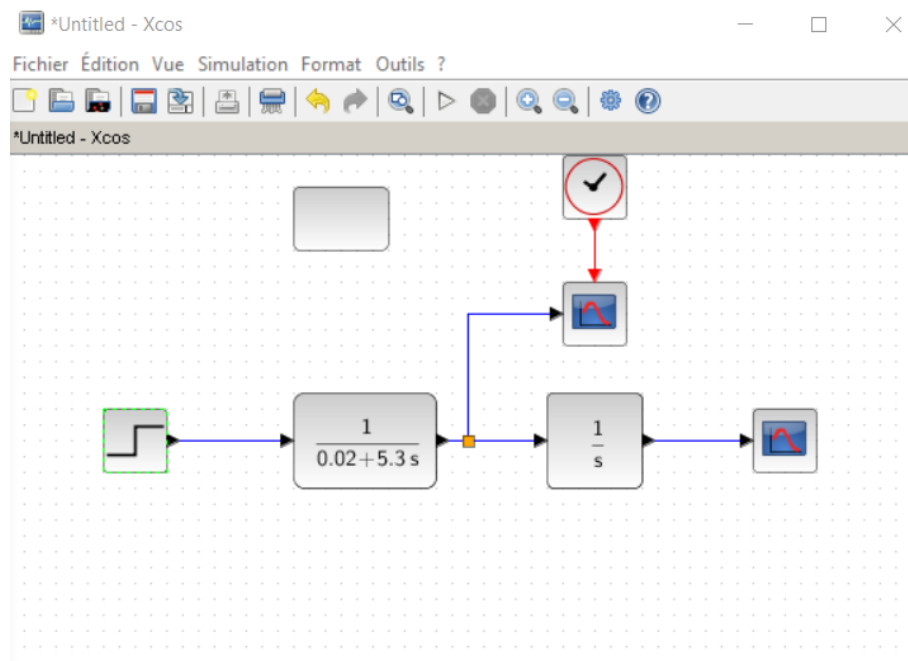 *Untitled - Xcos
Fichier Édition Vue Simulation Format Outils ?
*Untitled - Xcos
1
0.02+5.3 s
1
s